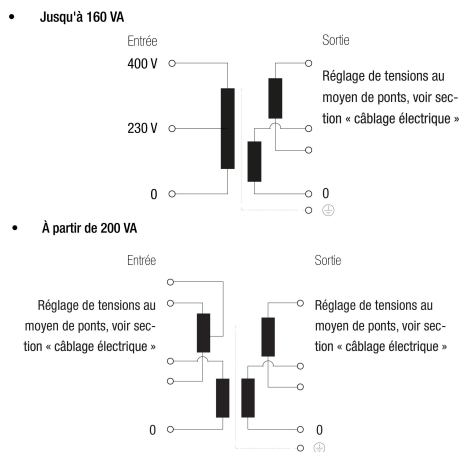 • Jusqu'à 160 VA
Entrée
Sortie
400 V
Réglage de tensions au
moyen de ponts, voir sec-
tion « câblage électrique »
230 V
0
0
• À partir de 200 VA
Entrée
Sortie
Réglage de tensions au
moyen de ponts, voir sec-
tion « câblage électrique »
Réglage de tensions au
moyen de ponts, voir sec-
tion « câblage électrique »
0
0